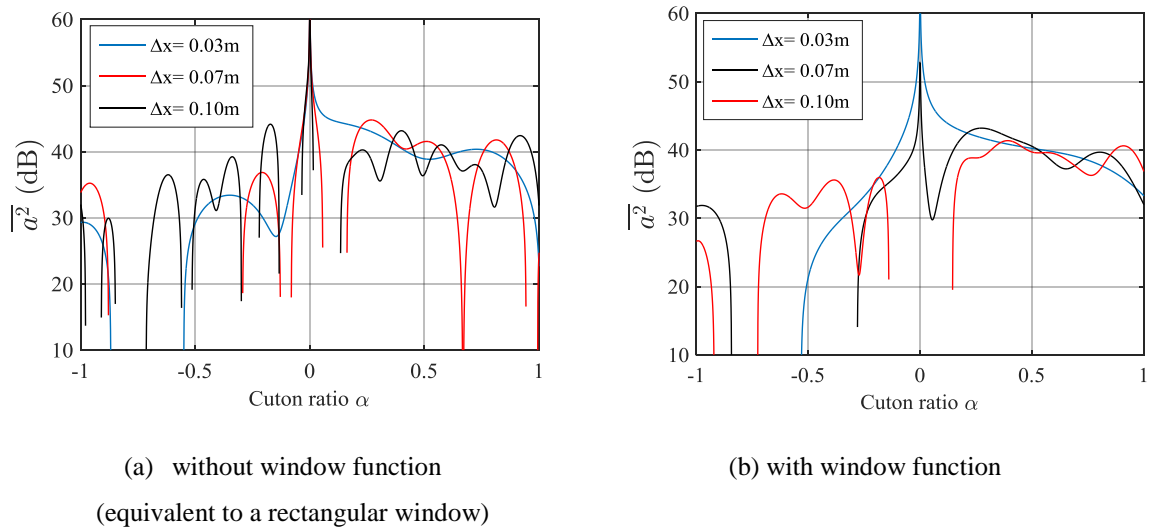 60
50
40
30
20
10
-1
-0.5
0
0.5
1
a² (dB)
Cuton ratio α
Δx= 0.03m
Δx= 0.07m
Δx= 0.10m
(a) without window function
(equivalent to a rectangular window)
60
50
40
30
20
10
-1
-0.5
0
0.5
1
a² (dB)
Cuton ratio α
Δx= 0.03m
Δx= 0.07m
Δx= 0.10m
(b) with window function